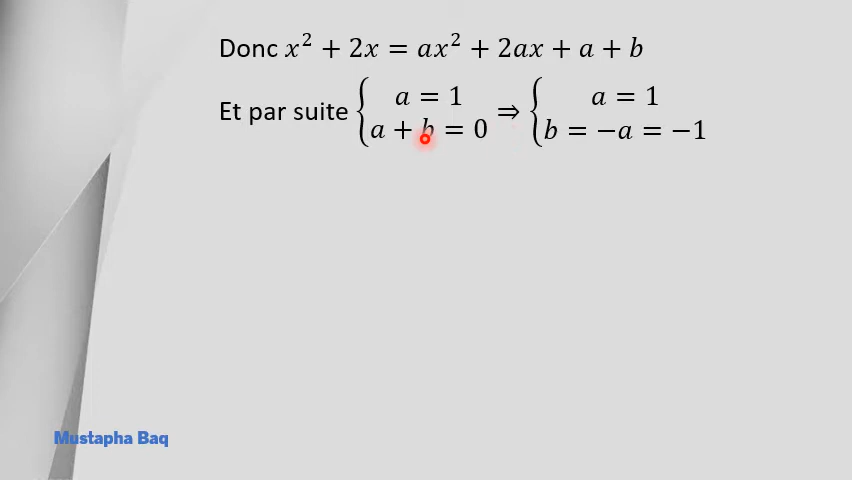 Donc x² + 2x = ax² + 2ax + a + b
Et par suite { a = 1 ; a + b = 0 ⇒ { a = 1 ; b = −a = −1
Mustapha Baq